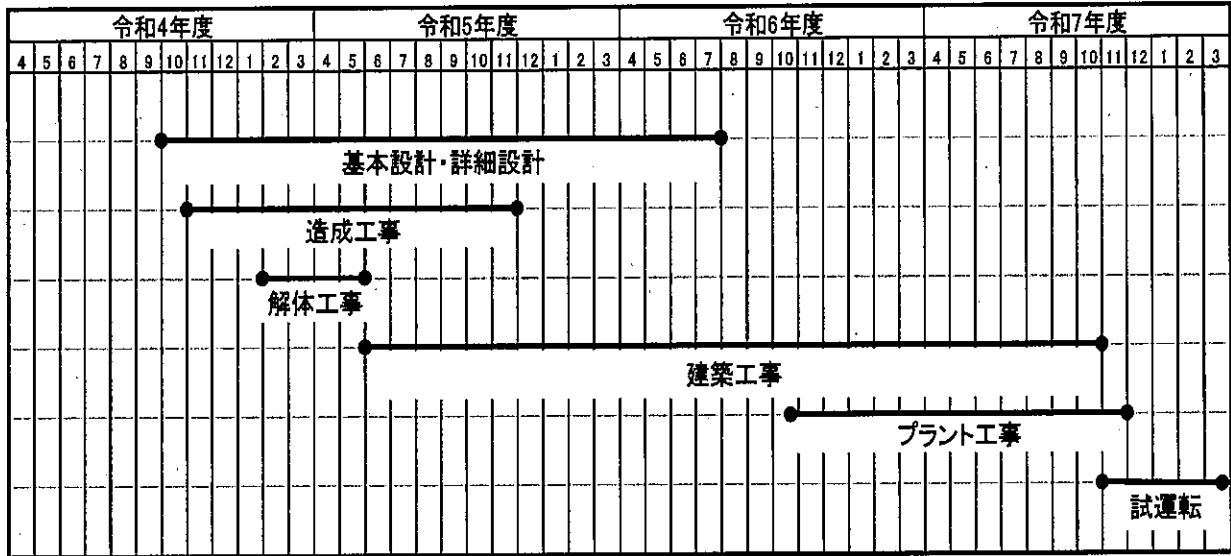 令和4年度 令和5年度 令和6年度 令和7年度
4 5 6 7 8 9 10 11 12 1 2 3 4 5 6 7 8 9 10 11 12 1 2 3 4 5 6 7 8 9 10 11 12 1 2 3 4 5 6 7 8 9 10 11 12 1 2 3
基本設計・詳細設計
造成工事
解体工事
建築工事
プラント工事
試運転